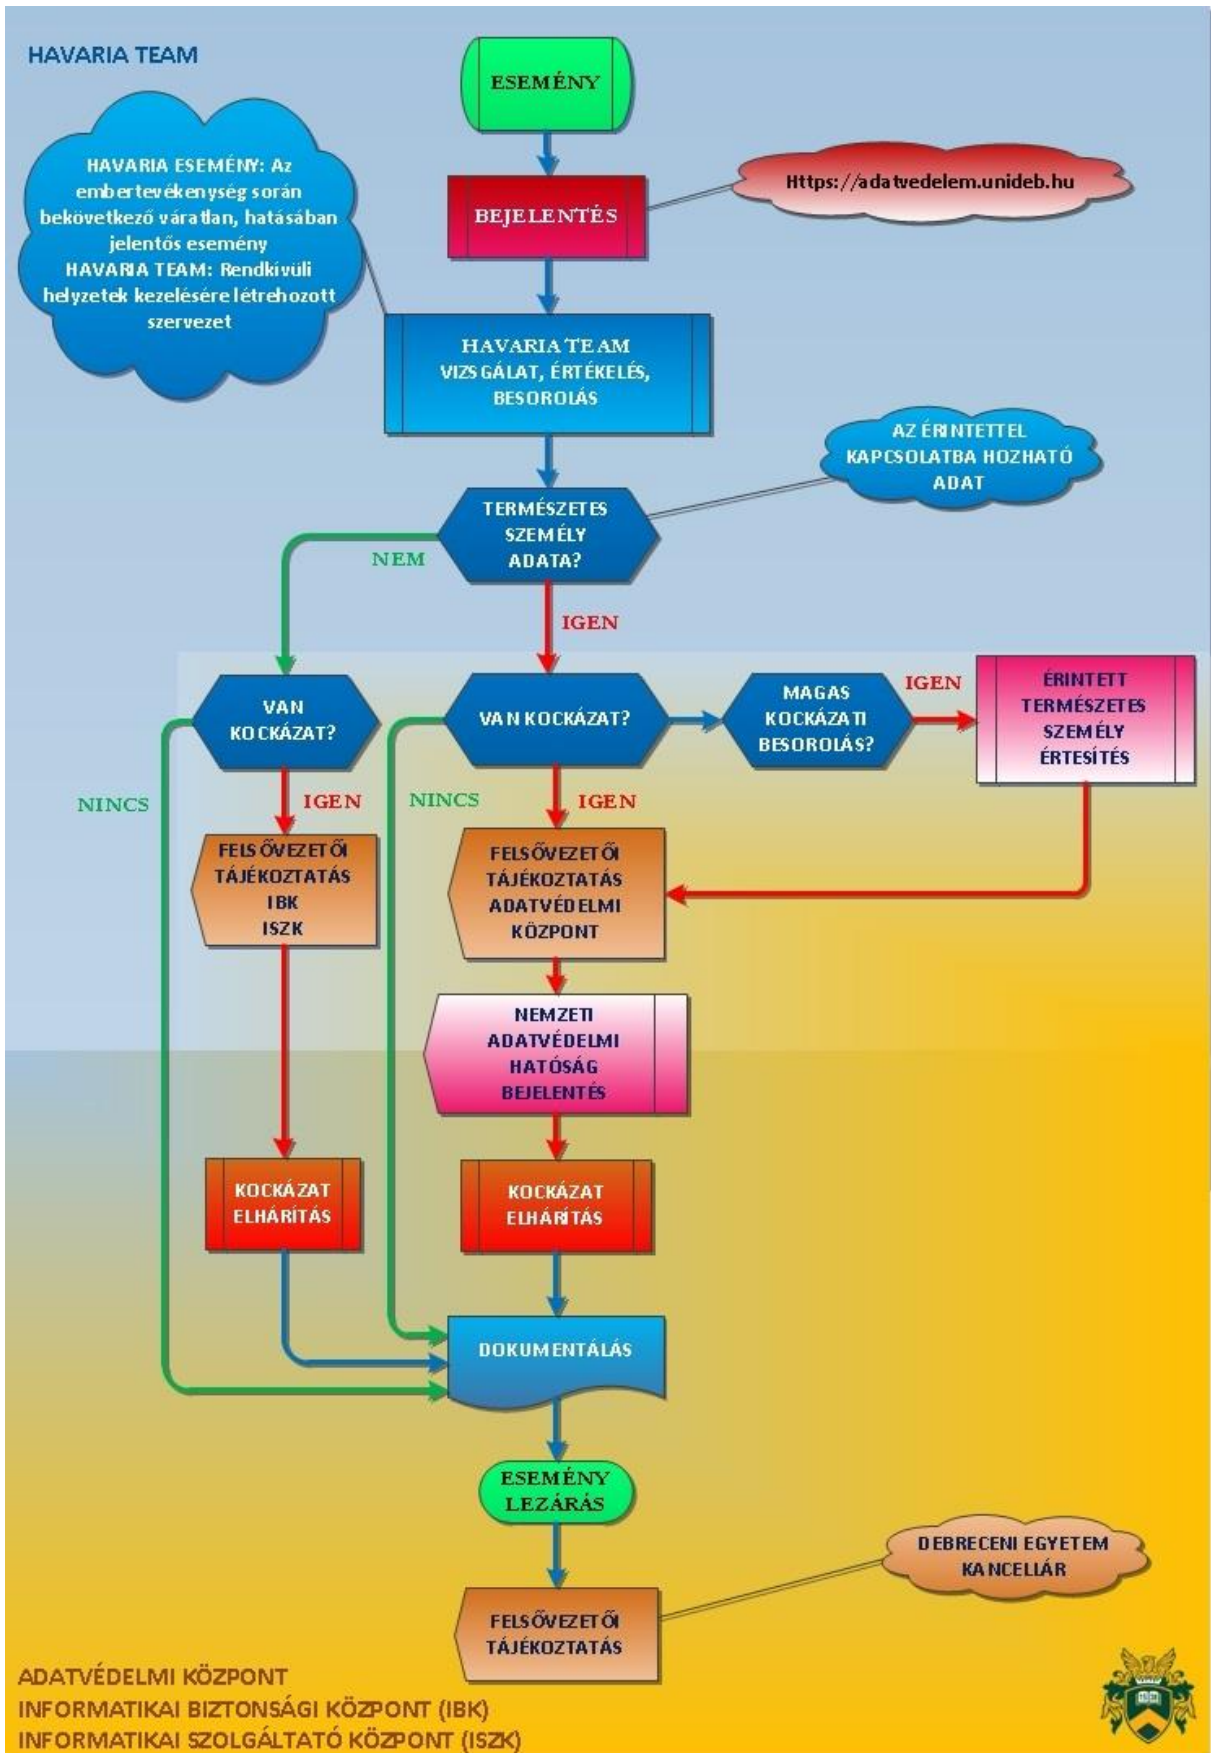 HAVARIA TEAM
ESEMÉNY
HAVARIA ESEMÉNY: Az
embertevékenység során
bekövetkező váratlan, hatásában
jelentős esemény
HAVARIA TEAM: Rendkívüli
helyzetek kezelésére létrehozott
szervezet
BEJELENTÉS
Https://adatvedelem.unideb.hu
HAVARIA TEAM
VIZSGÁLAT, ÉRTÉKELÉS,
BESOROLÁS
AZ ÉRINTETTEL
KAPCSOLATBA HOZHATÓ
ADAT
TERMÉSZETES
SZEMÉLY
ADATA?
NEM
IGEN
VAN
KOCKÁZAT?
VAN KOCKÁZAT?
MAGAS
KOCKÁZATI
BESOROLÁS?
IGEN
ÉRINTETT
TERMÉSZETES
SZEMÉLY
ÉRTESÍTÉS
NINCS
IGEN
NINCS
IGEN
FELSŐVEZETŐI
TÁJÉKOZTATÁS
IBK
ISZK
FELSŐVEZETŐI
TÁJÉKOZTATÁS
ADATVÉDELMI
KÖZPONT
NEMZETI
ADATVÉDELMI
HATÓSÁG
BEJELENTÉS
KOCKÁZAT
ELHÁRÍTÁS
KOCKÁZAT
ELHÁRÍTÁS
DOKUMENTÁLÁS
ESEMÉNY
LEZÁRÁS
DEBRECENI EGYETEM
KANCELLÁR
FELSŐVEZETŐI
TÁJÉKOZTATÁS
ADATVÉDELMI KÖZPONT
INFORMATIKAI BIZTONSÁGI KÖZPONT (IBK)
INFORMATIKAI SZOLGÁLTATÓ KÖZPONT (ISZK)